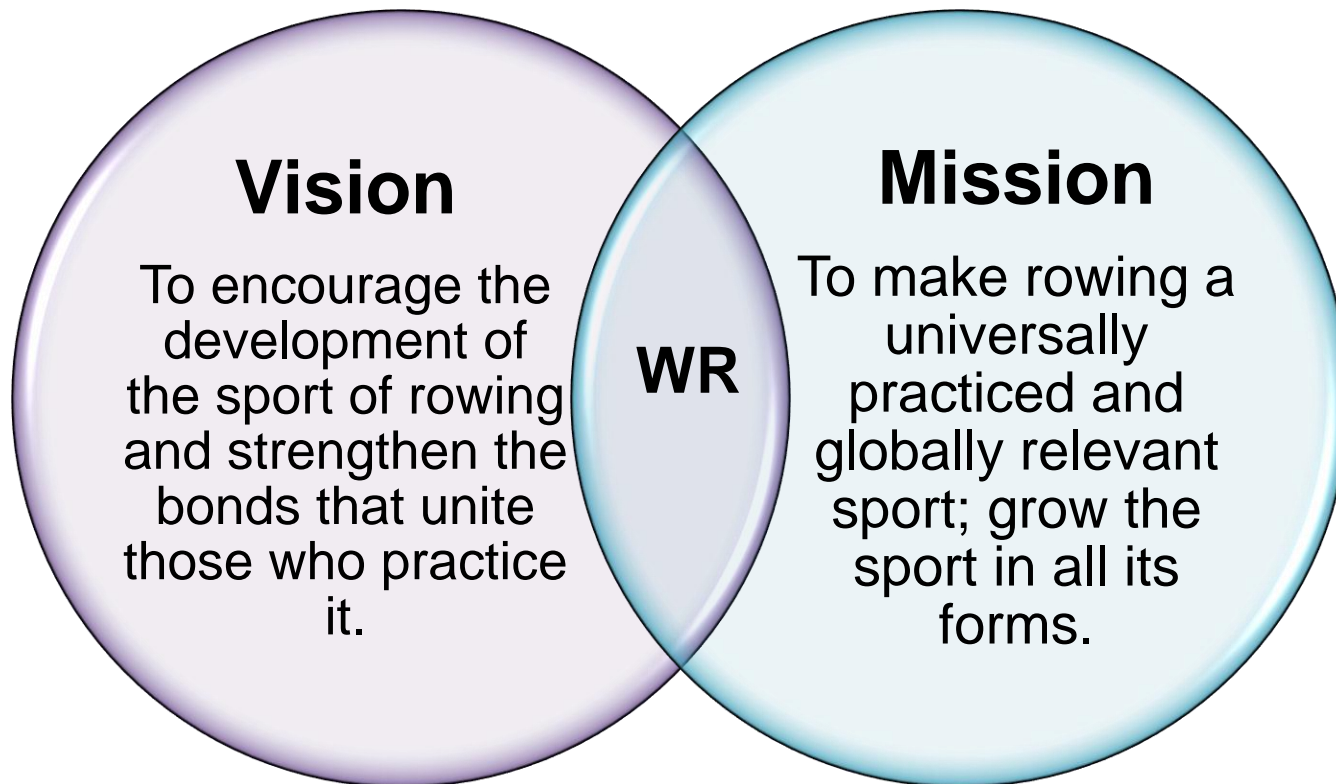 Vision
To encourage the
development of
the sport of rowing
and strengthen the
bonds that unite
those who practice
it.
WR
Mission
To make rowing a
universally
practiced and
globally relevant
sport; grow the
sport in all its
forms.